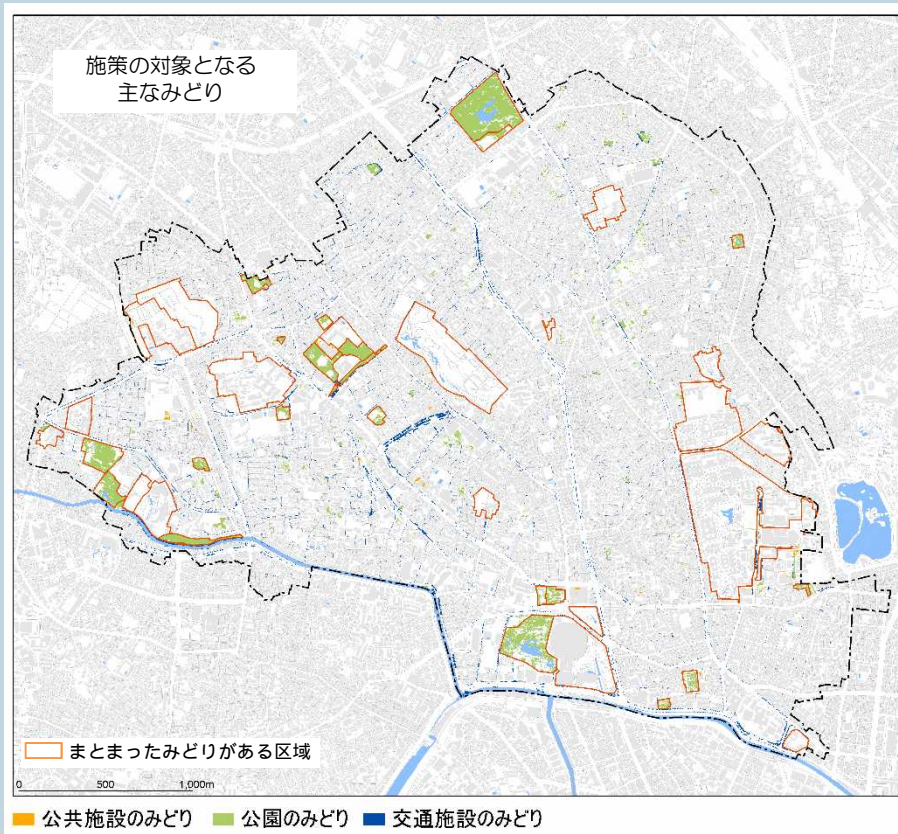 施策の対象となる
主なみどり
まとまったみどりがある区域
0 500 1,000m
公共施設のみどり 公園のみどり 交通施設のみどり